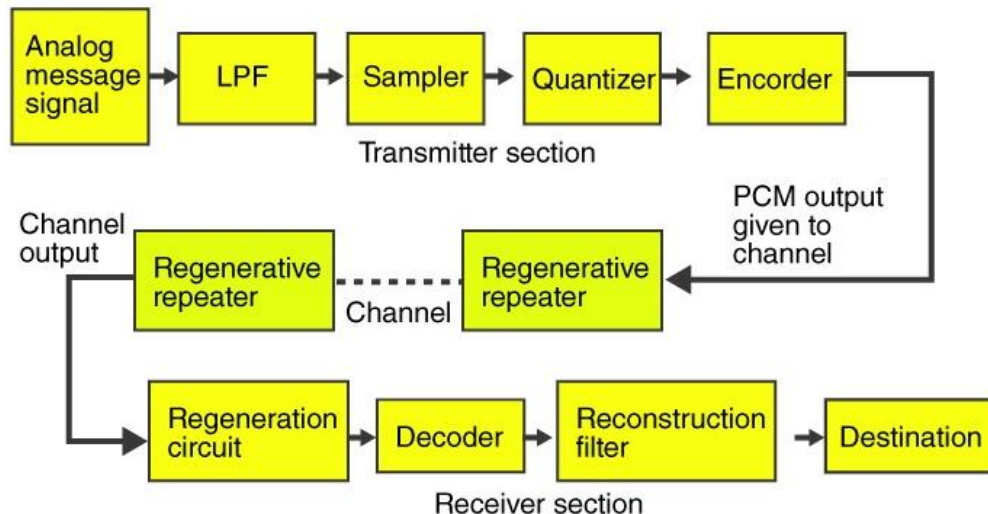 Analog
message
signal
LPF
Sampler
Quantizer
Encorder
Transmitter section
PCM output
given to
channel
Channel
output
Regenerative
repeater
Channel
Regenerative
repeater
Regeneration
circuit
Decoder
Reconstruction
filter
Destination
Receiver section